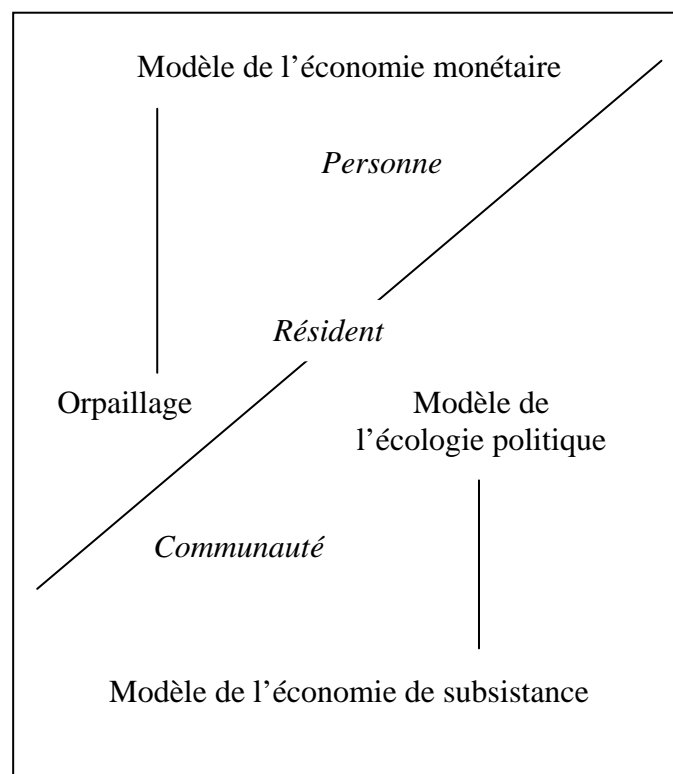 Modèle de l’économie monétaire
Personne
Résident
Orpaillage
Modèle de
l’écologie politique
Communauté
Modèle de l’économie de subsistance